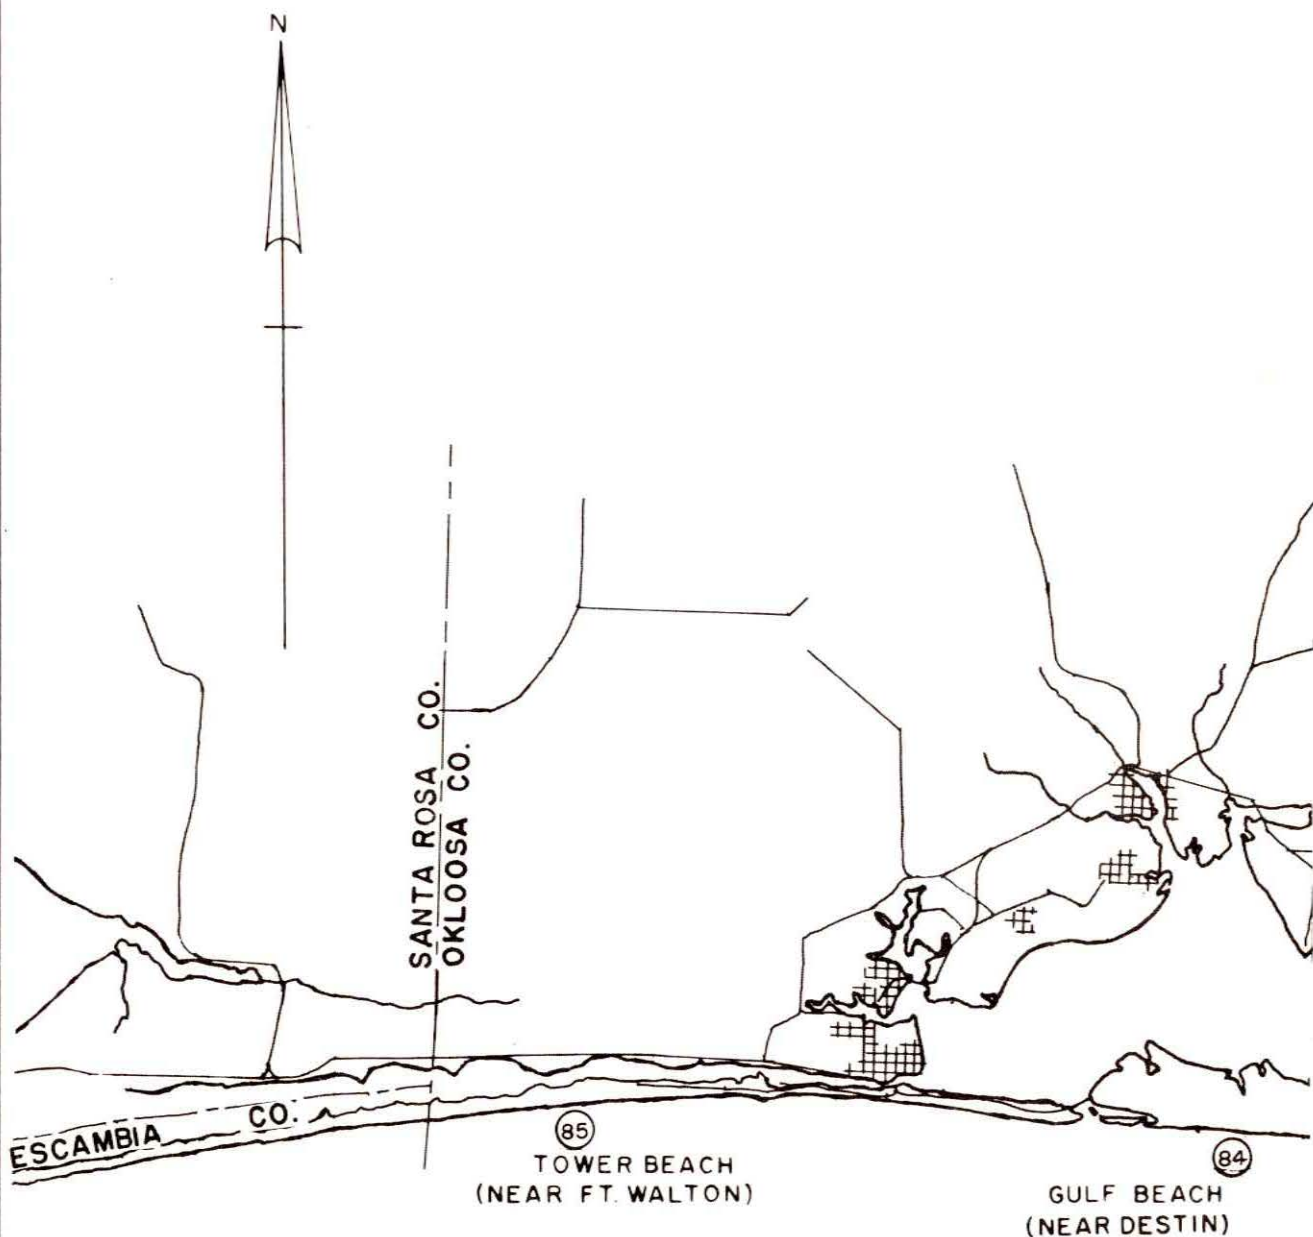 N
SANTA ROSA CO.
OKLOOSA CO.
ESCAMBIA CO.
85
TOWER BEACH
(NEAR FT. WALTON)
84
GULF BEACH
(NEAR DESTIN)